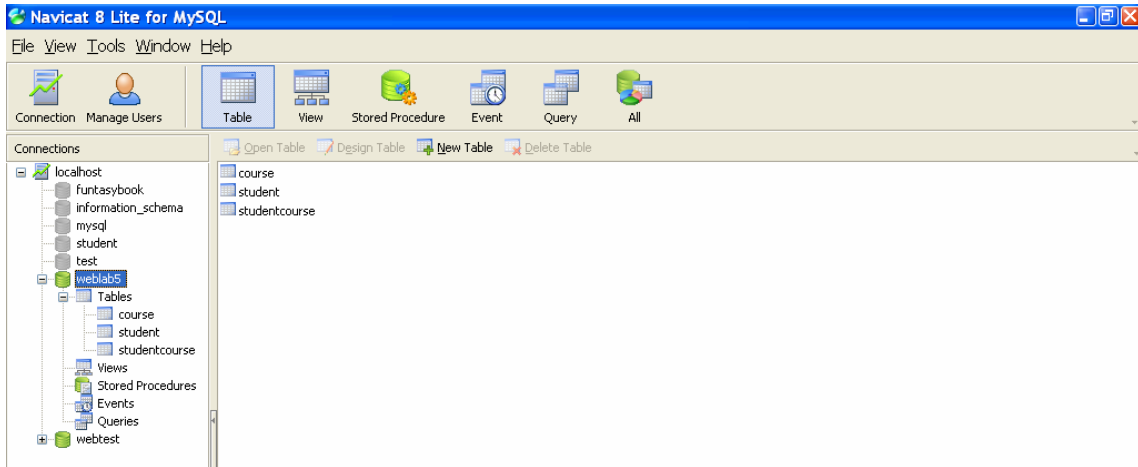 Navicat 8 Lite for MySQL
File View Tools Window Help
Connection Manage Users Table View Stored Procedure Event Query All
Connections
Open Table Design Table New Table Delete Table
localhost
funtasybook
information_schema
mysql
student
test
weblab5
Tables
course
student
studentcourse
Views
Stored Procedures
Events
Queries
webtest
course
student
studentcourse